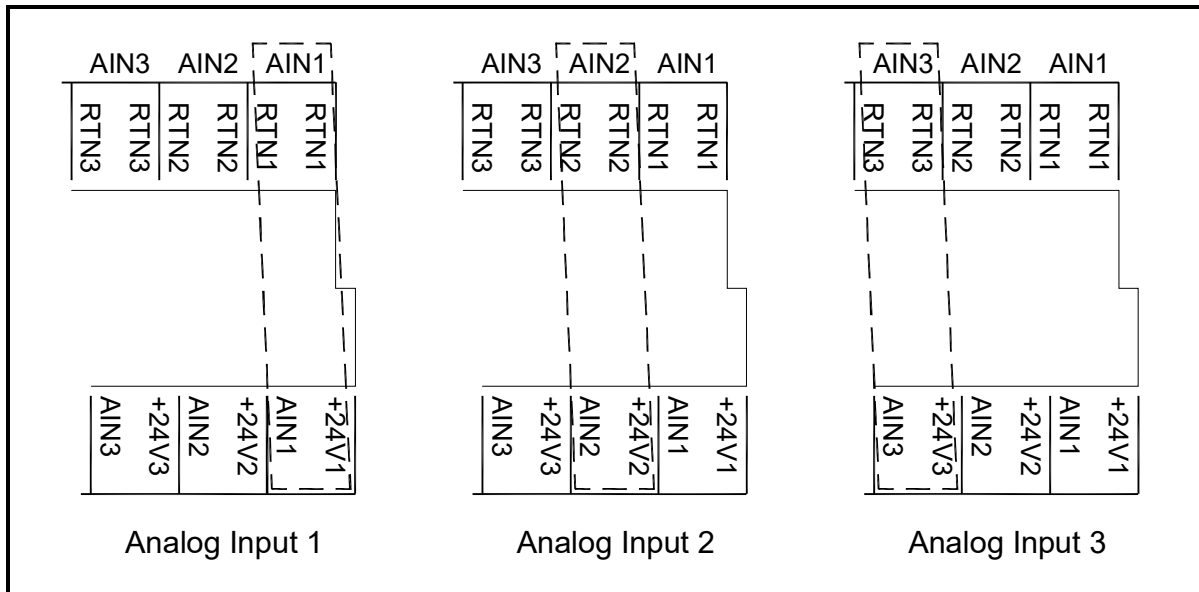 AIN3 AIN2 AIN1
RTN3 RTN3 RTN2 RTN2 RTN1 RTN1
AIN3 +24V3 AIN2 +24V2 AIN1 +24V1
Analog Input 1
AIN3 AIN2 AIN1
RTN3 RTN3 RTN2 RTN2 RTN1 RTN1
AIN3 +24V3 AIN2 +24V2 AIN1 +24V1
Analog Input 2
AIN3 AIN2 AIN1
RTN3 RTN3 RTN2 RTN2 RTN1 RTN1
AIN3 +24V3 AIN2 +24V2 AIN1 +24V1
Analog Input 3